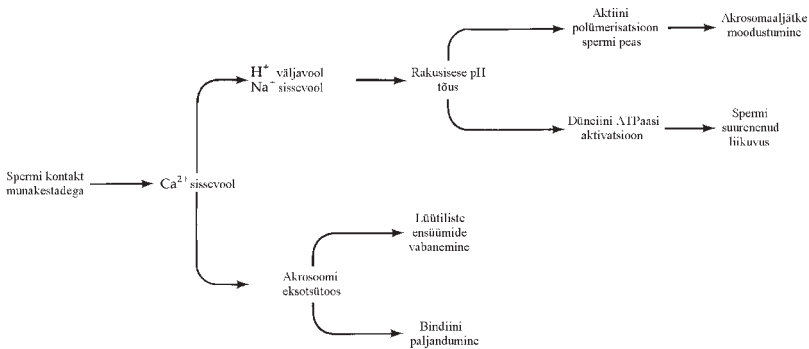 Spermi kontakt
munakestadega
Ca²⁺ sissevool
H⁺ väljavool
Na⁺ sissevool
Rakusisese pH
tõus
Aktiini
polümerisatsioon
spermi peas
Akrosomaaljätke
moodustumine
Düneiini ATPaasi
aktivatsioon
Spermi
suurenenud
liikuvus
Akrosoomi
eksotsütoos
Lüütiliste
ensüümide
vabanemine
Bindiini
paljandumine